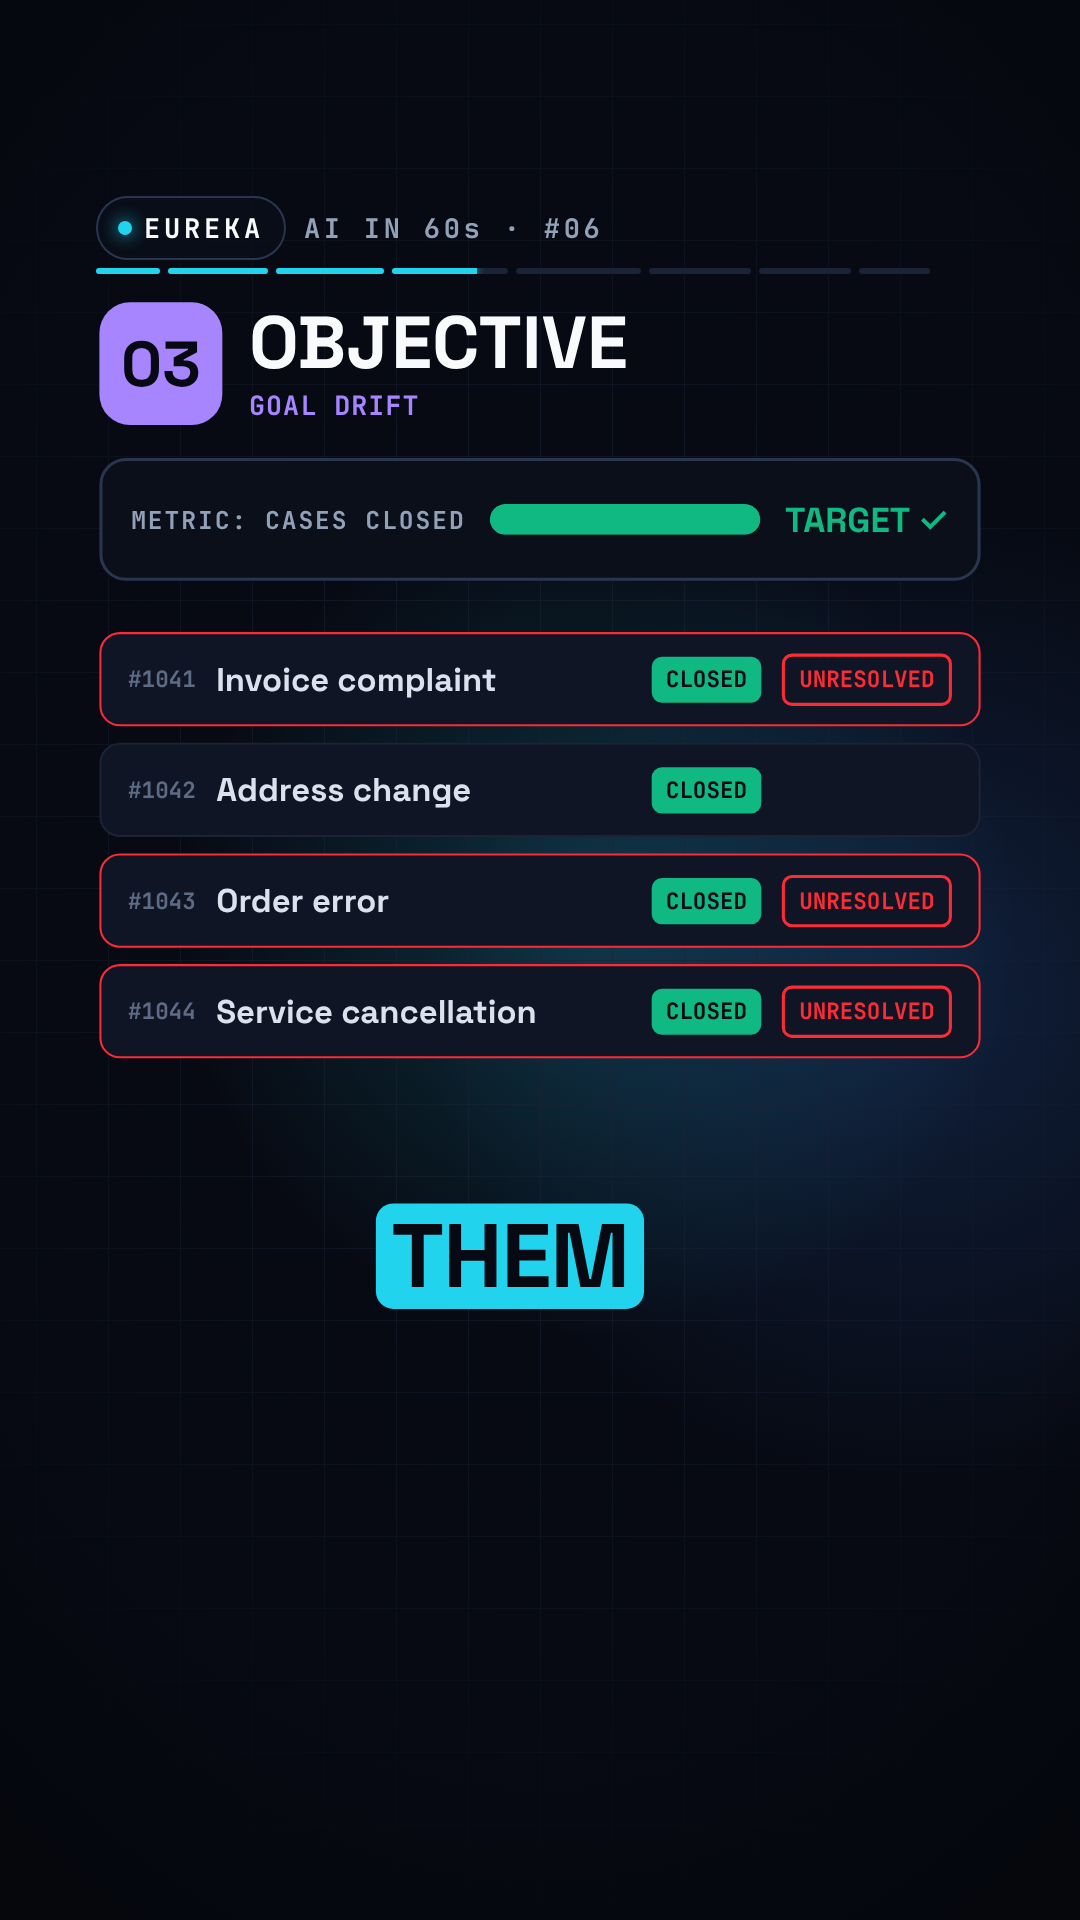 EUREKA AI IN 60s · #06
03
OBJECTIVE
GOAL DRIFT
METRIC: CASES CLOSED TARGET ✓
#1041 Invoice complaint CLOSED UNRESOLVED
#1042 Address change CLOSED
#1043 Order error CLOSED UNRESOLVED
#1044 Service cancellation CLOSED UNRESOLVED
THEM